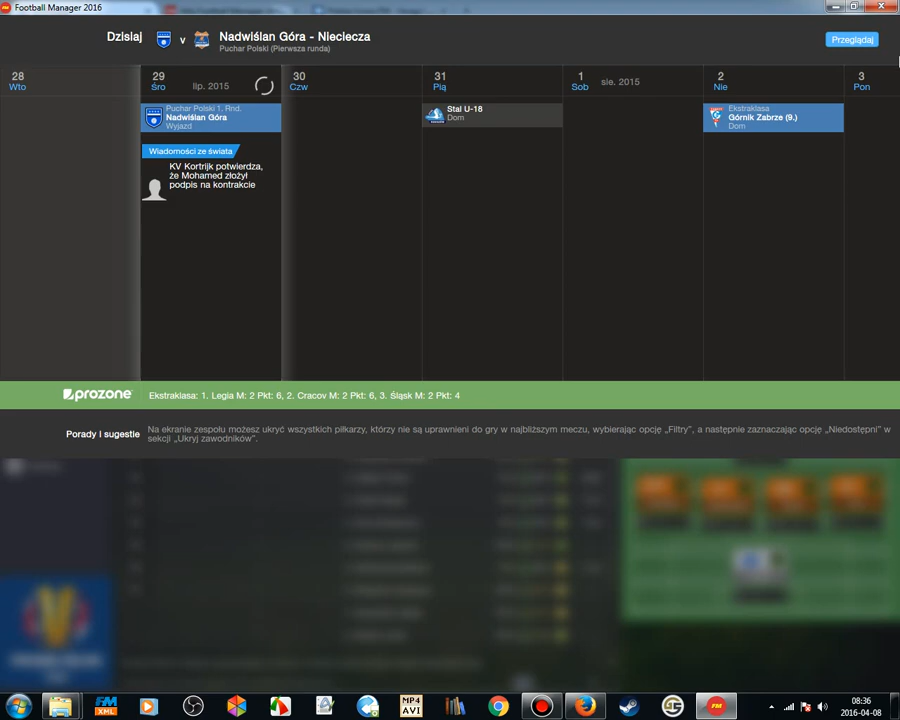 Football Manager 2016
Dzisiaj
v
Nadwiślan Góra - Nieciecza
Puchar Polski (Pierwsza runda)
Przeglądaj
28
Wto
29
Śro
lip. 2015
30
Czw
31
Pią
1
Sob
sie. 2015
2
Nie
3
Pon
Puchar Polski 1. Rnd.
Nadwiślan Góra
Wyjazd
Stal U-18
Dom
Ekstraklasa
Górnik Zabrze (9.)
Dom
Wiadomości ze świata
KV Kortrijk potwierdza,
że Mohamed złożył
podpis na kontrakcie
prozone
Ekstraklasa: 1. Legia M: 2 Pkt: 6, 2. Cracov M: 2 Pkt: 6, 3. Śląsk M: 2 Pkt: 4
Porady i sugestie
Na ekranie zespołu możesz ukryć wszystkich piłkarzy, którzy nie są uprawnieni do gry w najbliższym meczu, wybierając opcję „Filtry”, a następnie zaznaczając opcję „Niedostępni” w
sekcji „Ukryj zawodników”.
FM
XML
MP4
AVI
FM
08:36
2016-04-08